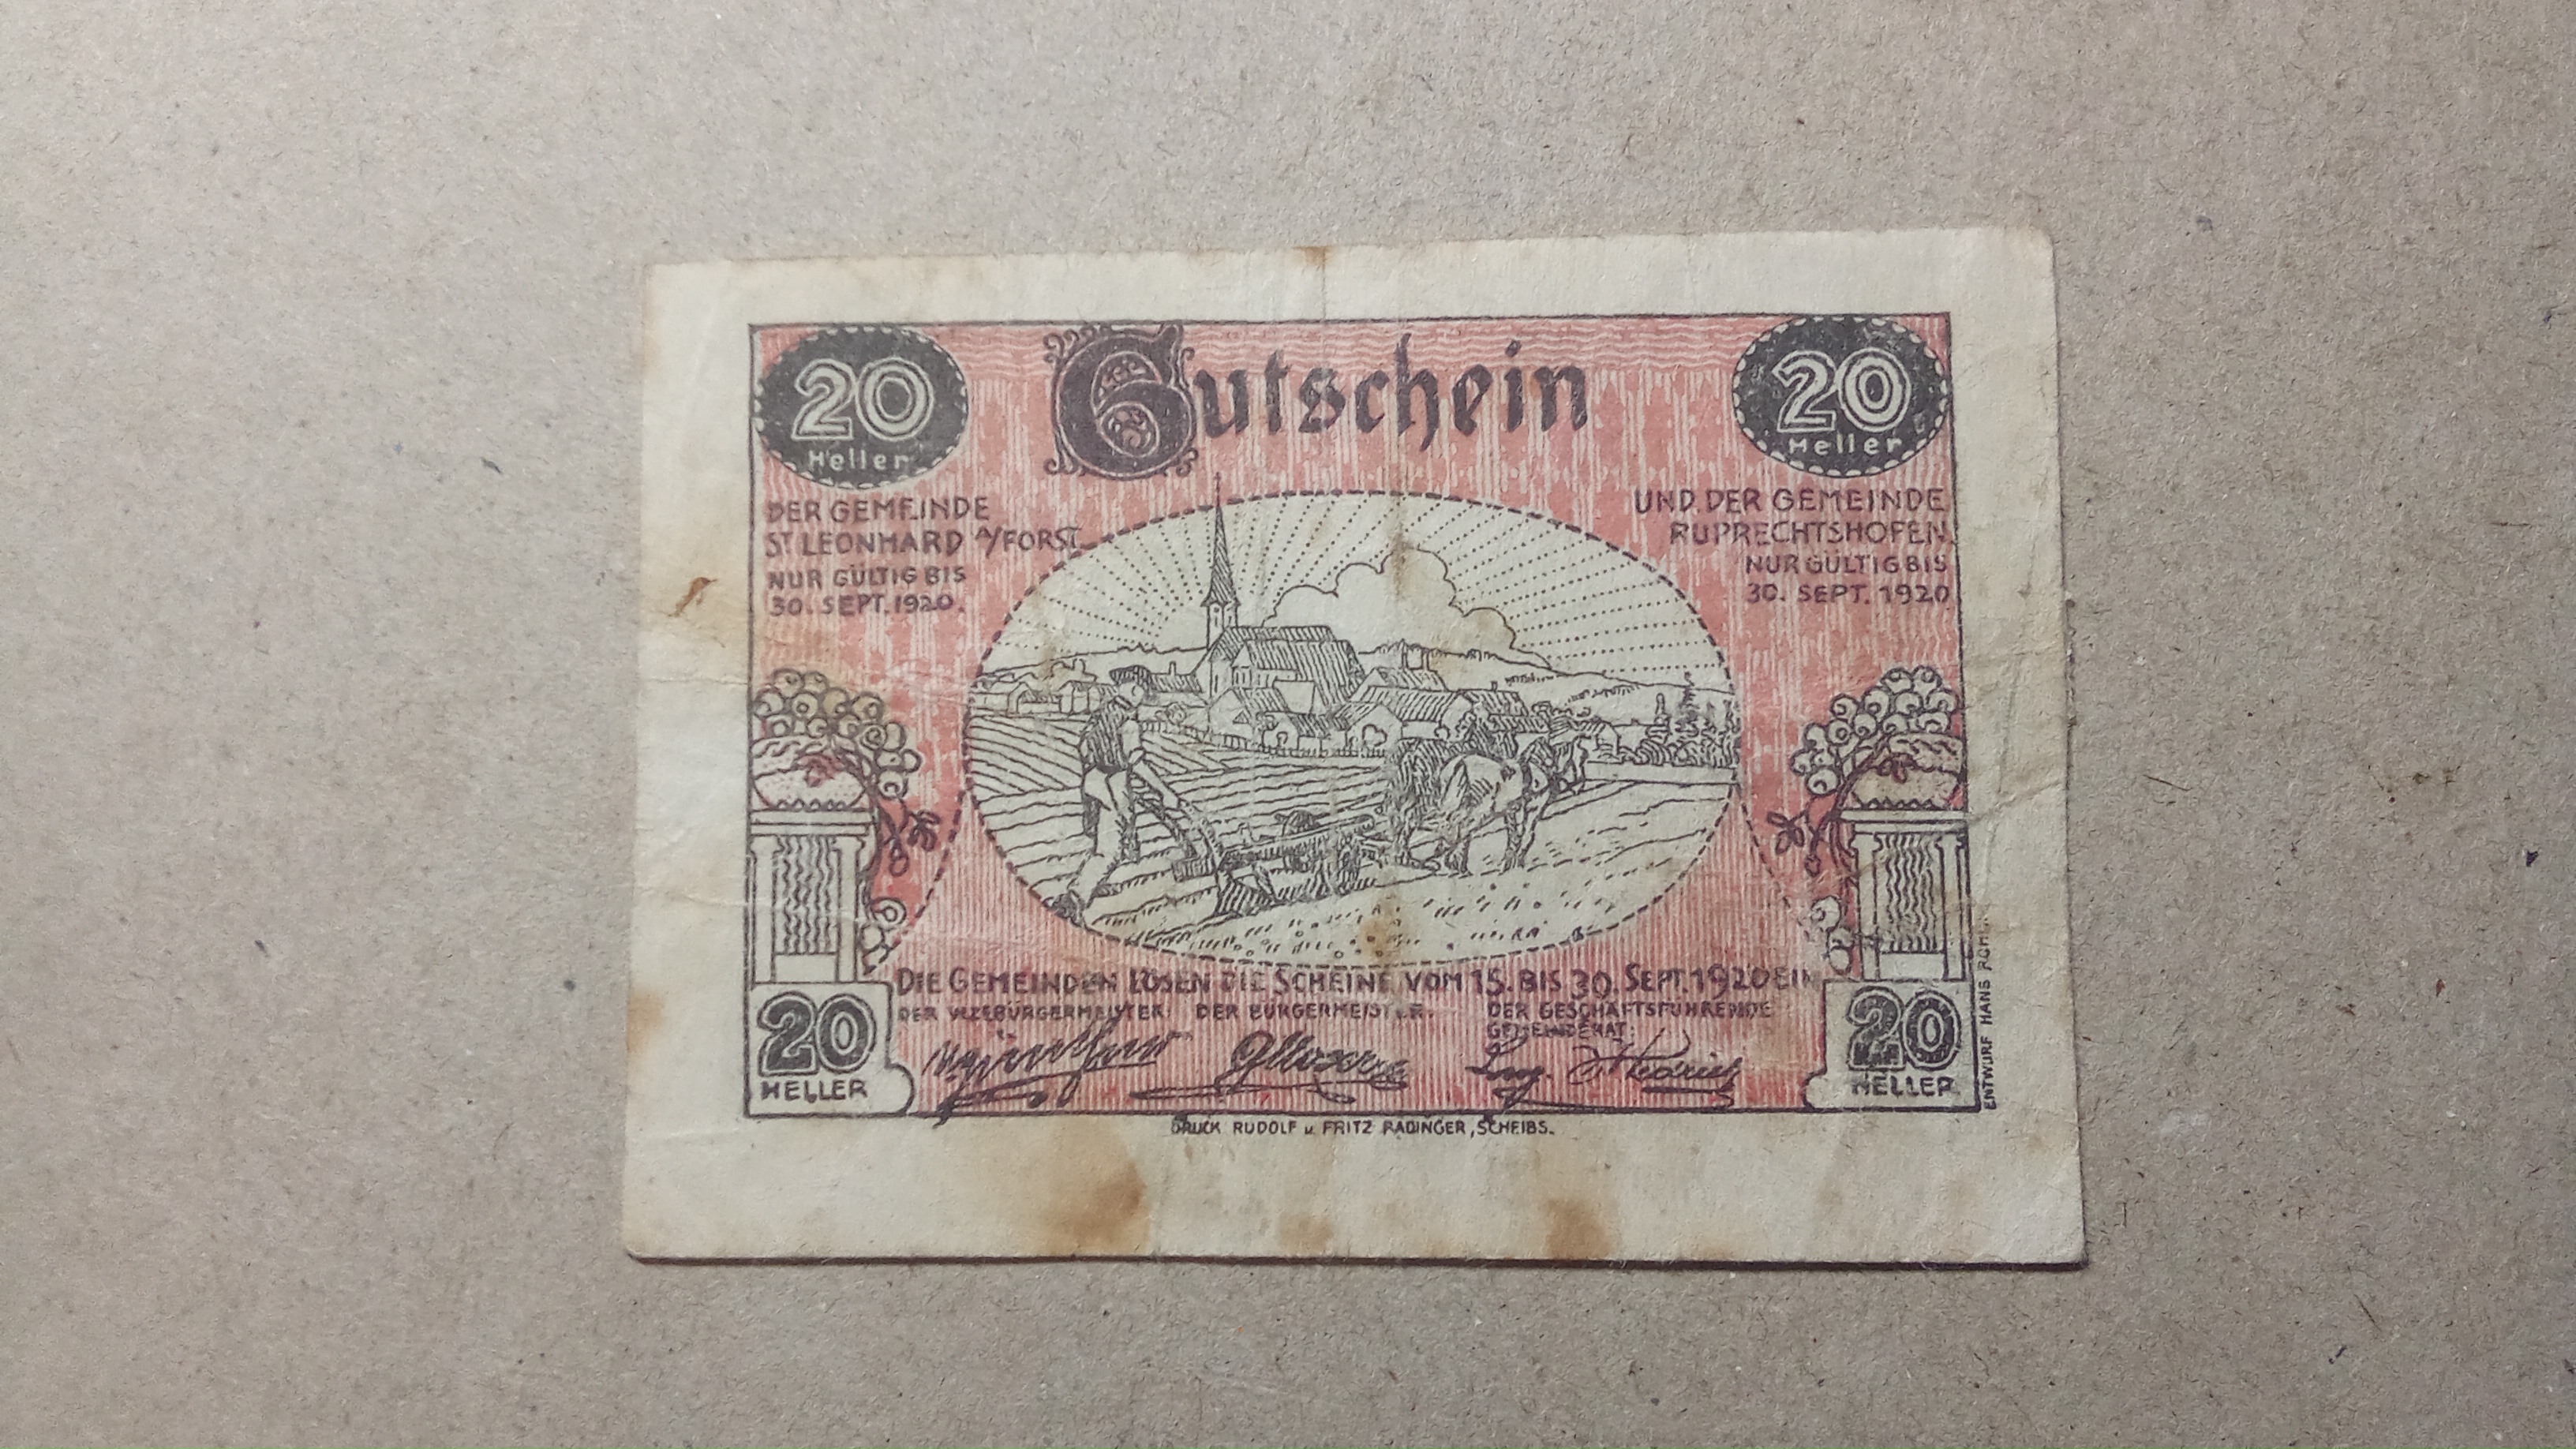 20
Heller
Gutschein
20
Heller
DER GEMEINDE
ST LEONHARD A/FORST
NUR GÜLTIG BIS
30. SEPT. 1920.
UND DER GEMEINDE
RUPRECHTSHOFEN
NUR GÜLTIG BIS
30. SEPT. 1920
DIE GEMEINDEN LÖSEN DIE SCHEINE VOM 15. BIS 30. SEPT. 1920 EIN
DER VIZEBÜRGERMEISTER: DER BÜRGERMEISTER:
DER GESCHÄFTSFÜHRENDE
GEMEINDERAT:
20
HELLER
20
HELLER
ENTWURF HANS
DRUCK RUDOLF u. FRITZ RADINGER, SCHEIBS.